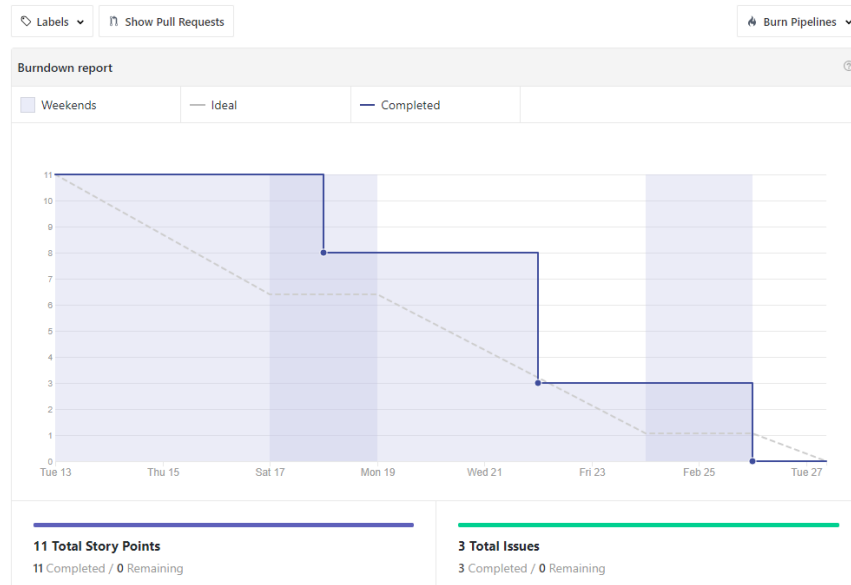 Labels
Show Pull Requests
Burn Pipelines
Burndown report
Weekends
Ideal
Completed
11
10
9
8
7
6
5
4
3
2
1
0
Tue 13 Thu 15 Sat 17 Mon 19 Wed 21 Fri 23 Feb 25 Tue 27
11 Total Story Points
11 Completed / 0 Remaining
3 Total Issues
3 Completed / 0 Remaining